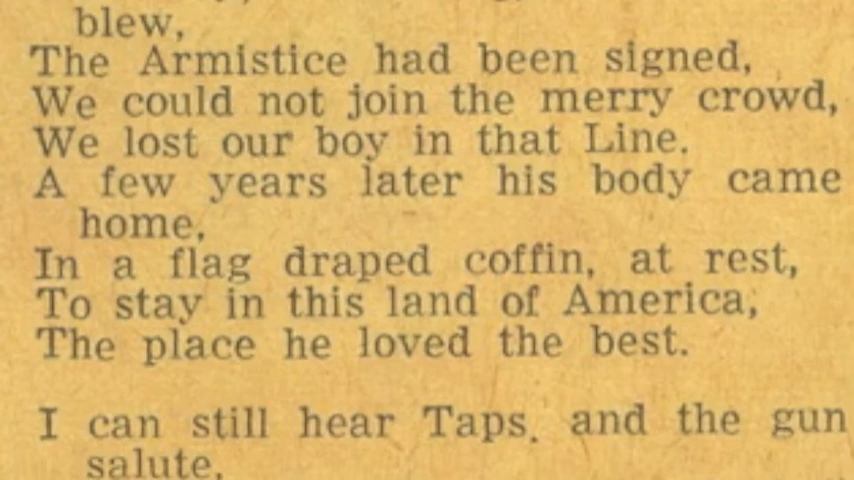 blew,
The Armistice had been signed,
We could not join the merry crowd,
We lost our boy in that Line.
A few years later his body came
home,
In a flag draped coffin, at rest,
To stay in this land of America,
The place he loved the best.
I can still hear Taps. and the gun
salute,